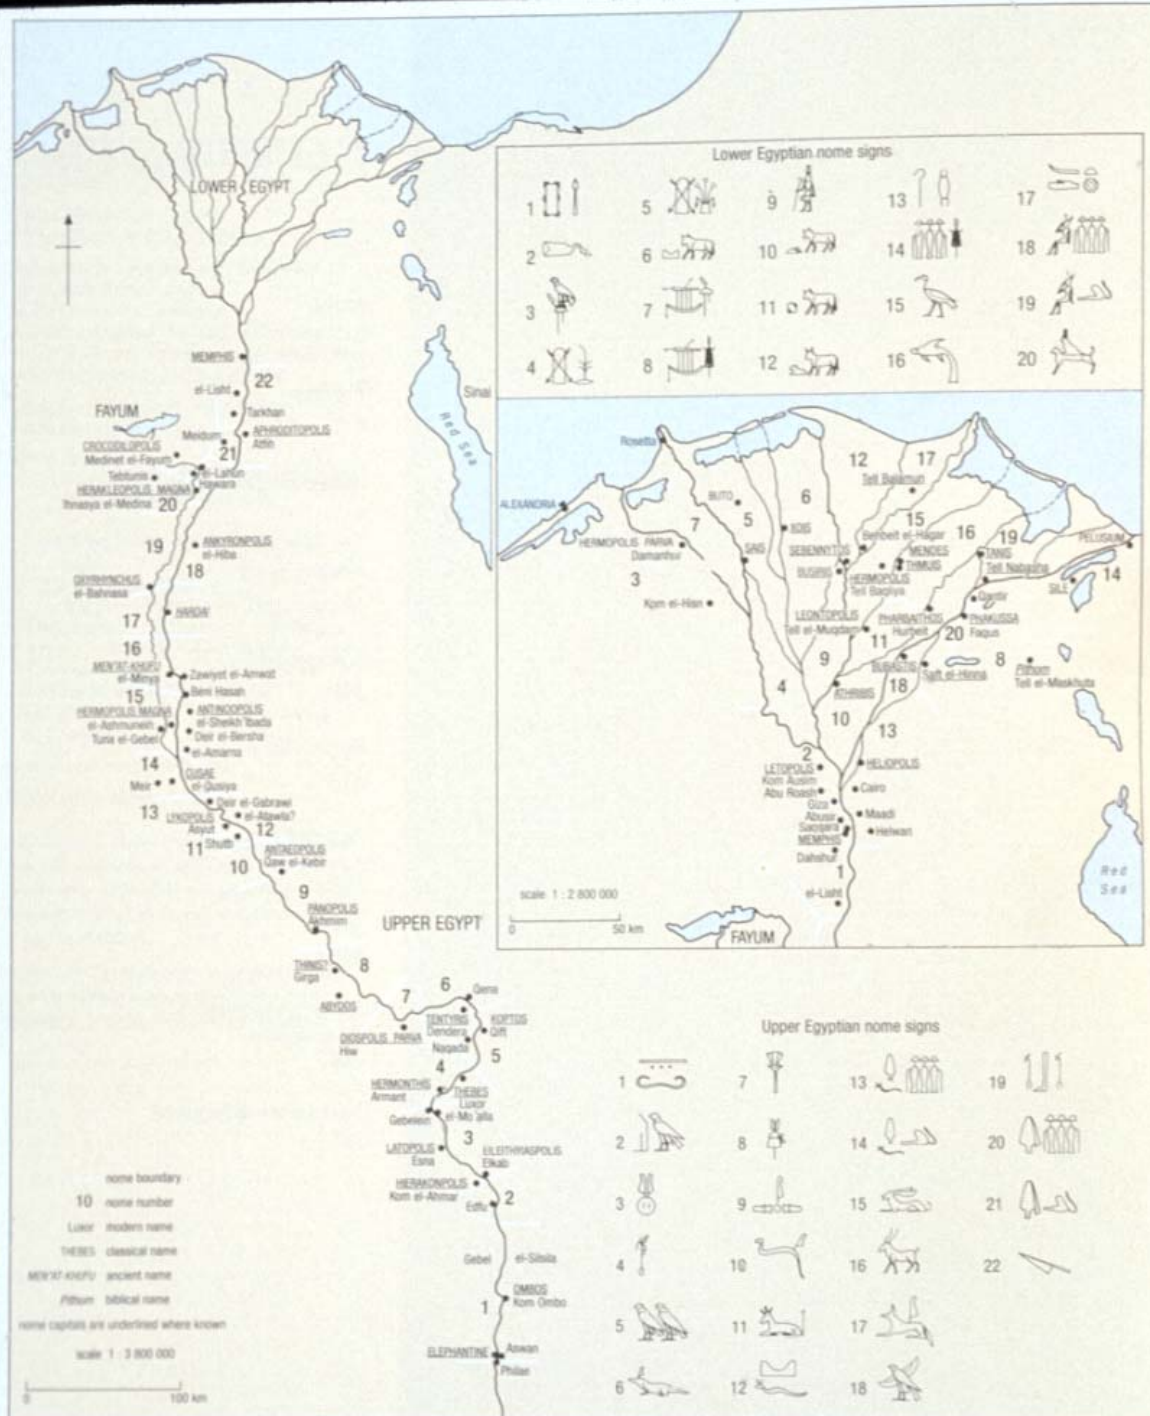 LOWER EGYPT
MEMPHIS
22
el-Lisht
Sinai
FAYUM
Tarkhan
Meidum
APHRODITOPOLIS
Atfih
CROCODILOPOLIS
Medinet el-Fayum
21
Red Sea
el-Lahun
Tebtunis
Hawara
HERAKLEOPOLIS MAGNA
Ihnasya el-Medina
20
19
ANKYRONPOLIS
el-Hiba
18
OXYRHYNCHUS
el-Bahnasa
17
HARDAI
16
MEN'AT-KHUFU
el-Minya
Zawiyet el-Amwat
15
Beni Hasan
HERMOPOLIS MAGNA
ANTINOOPOLIS
el-Ashmunein
el-Sheikh 'Ibada
Tuna el-Gebel
Deir el-Bersha
el-Amarna
14
CUSAE
Meir
el-Qusiya
13
Deir el-Gabrawi
LYKOPOLIS
el-Atawla?
Asyut
12
11
Shutb
10
ANTAEOPOLIS
Qaw el-Kebir
9
PANOPOLIS
Akhmim
UPPER EGYPT
THINIS?
Girga
8
ABYDOS
7
6
Qena
DIOSPOLIS PARVA
Hiw
TENTYRIS
Dendera
KOPTOS
Qift
Naqada
5
4
HERMONTHIS
Armant
THEBES
Luxor
Gebelein
el-Mo'alla
3
LATOPOLIS
Esna
EILEITHYIASPOLIS
Elkab
HIERAKONPOLIS
Kom el-Ahmar
2
Edfu
Gebel el-Silsila
1
OMBOS
Kom Ombo
ELEPHANTINE
Aswan
Philae
Lower Egyptian nome signs
1 5 9 13 17
2 6 10 14 18
3 7 11 15 19
4 8 12 16 20
Rosetta
12
17
Tell Balamun
ALEXANDRIA
BUTO
6
5
7
XOIS
15
Behbeit el-Hagar
16
19
PELUSIUM
HERMOPOLIS PARVA
Damanhur
SAIS
SEBENNYTOS
MENDES
THMUIS
TANIS
Tell Nabasha
14
BUSIRIS
HERMOPOLIS
Tell Baqliya
SILE
3
Kom el-Hisn
Qantir
LEONTOPOLIS
Tell el-Muqdam
PHARBAITHOS
Hurbeit
PHAKUSSA
Faqus
11
20
9
BUBASTIS
Saft el-Hinna
8
Pithom
Tell el-Maskhuta
4
ATHRIBIS
18
10
13
2
LETOPOLIS
Kom Ausim
HELIOPOLIS
Abu Roash
Cairo
Giza
Abusir
Maadi
Saqqara
MEMPHIS
Helwan
Dahshur
1
el-Lisht
Red
Sea
scale 1 : 2 800 000
0 50 km
FAYUM
Upper Egyptian nome signs
1 7 13 19
2 8 14 20
3 9 15 21
4 10 16 22
5 11 17
6 12 18
nome boundary
10 nome number
Luxor modern name
THEBES classical name
MEN'AT-KHUFU ancient name
Pithom biblical name
nome capitals are underlined where known
scale 1 : 3 800 000
0 100 km